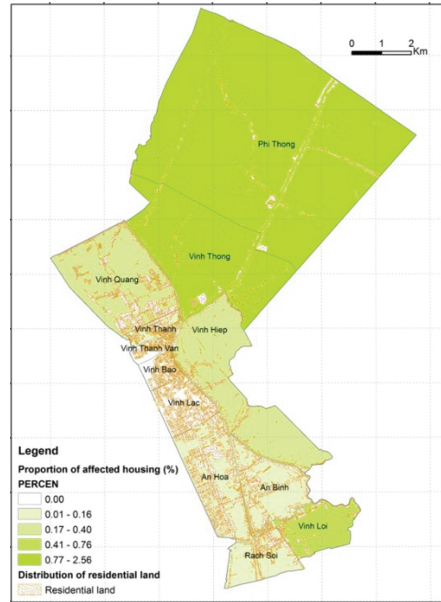 0 1 2
Km
Phi Thong
Vinh Thong
Vinh Quang
Vinh Thanh
Vinh Hiep
Vinh Thanh Van
Vinh Bao
Vinh Lac
An Hoa
An Binh
Vinh Loi
Rach Soi
Legend
Proportion of affected housing (%)
PERCEN
0.00
0.01 - 0.16
0.17 - 0.40
0.41 - 0.76
0.77 - 2.56
Distribution of residential land
Residential land